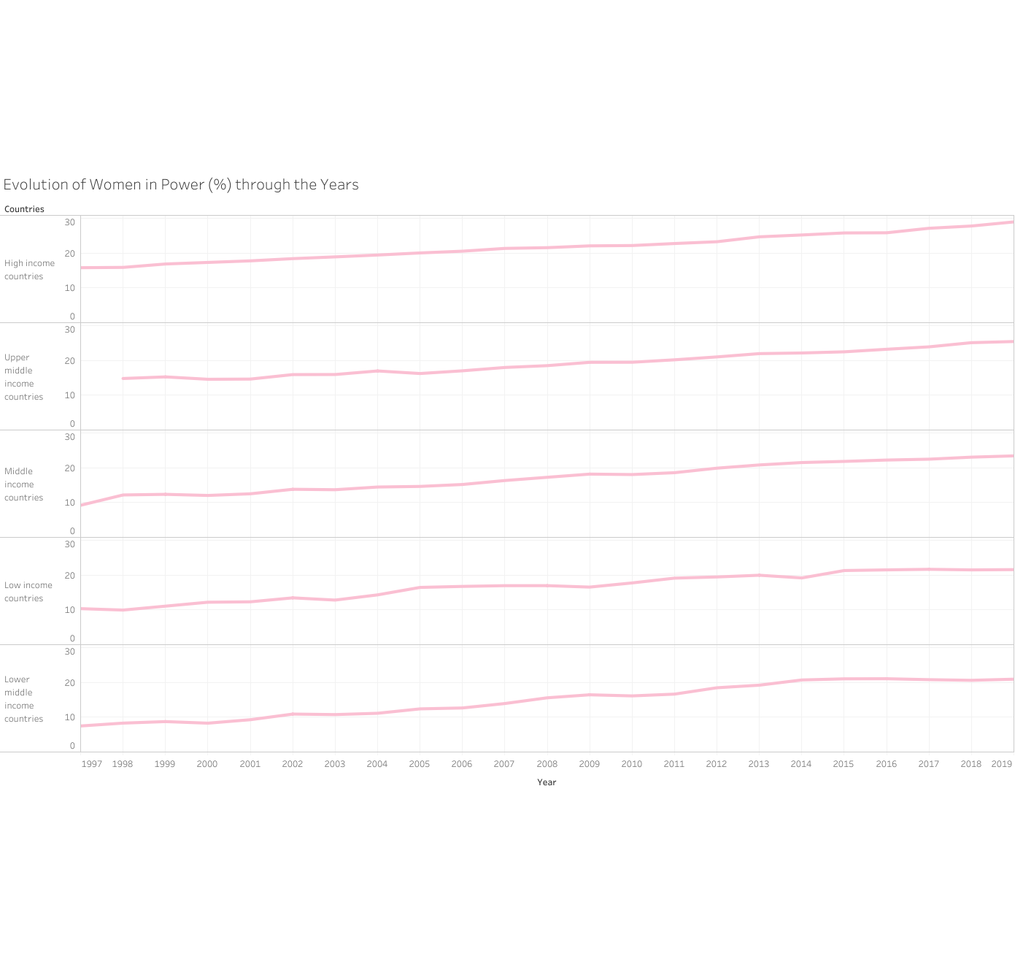 Evolution of Women in Power (%) through the Years
Countries
High income
countries
30
20
10
0
Upper
middle
income
countries
30
20
10
0
Middle
income
countries
30
20
10
0
Low income
countries
30
20
10
0
Lower
middle
income
countries
30
20
10
0
1997 1998 1999 2000 2001 2002 2003 2004 2005 2006 2007 2008 2009 2010 2011 2012 2013 2014 2015 2016 2017 2018 2019
Year